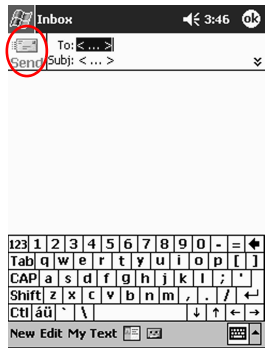 Inbox 3:46 ok
Send To: < ... >
Subj: < ... >
123 1 2 3 4 5 6 7 8 9 0 - =
Tab q w e r t y u i o p [ ]
CAP a s d f g h j k l ; '
Shift z x c v b n m , . /
Ctl áü ` \
New Edit My Text